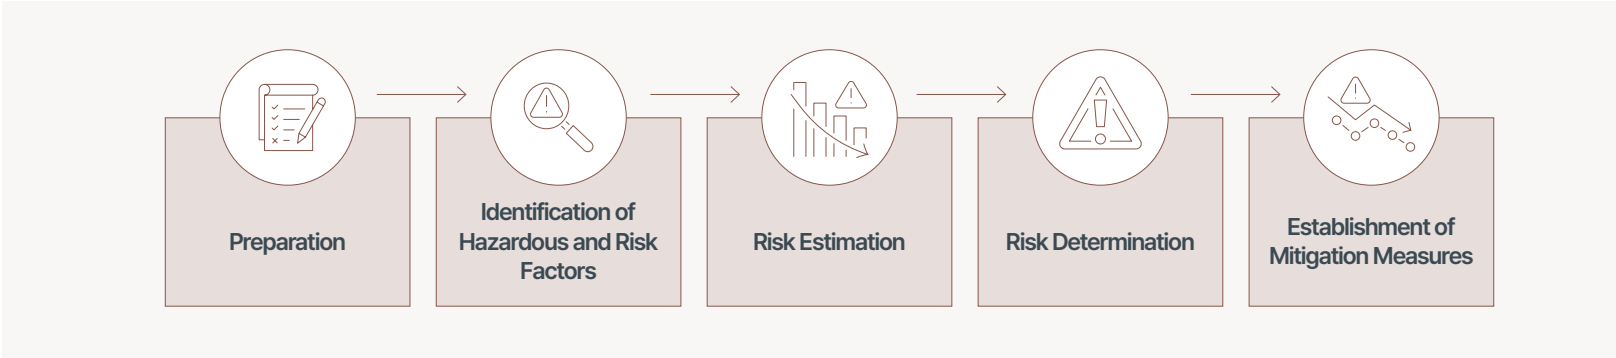 Preparation
Identification of
Hazardous and Risk
Factors
Risk Estimation
Risk Determination
Establishment of
Mitigation Measures